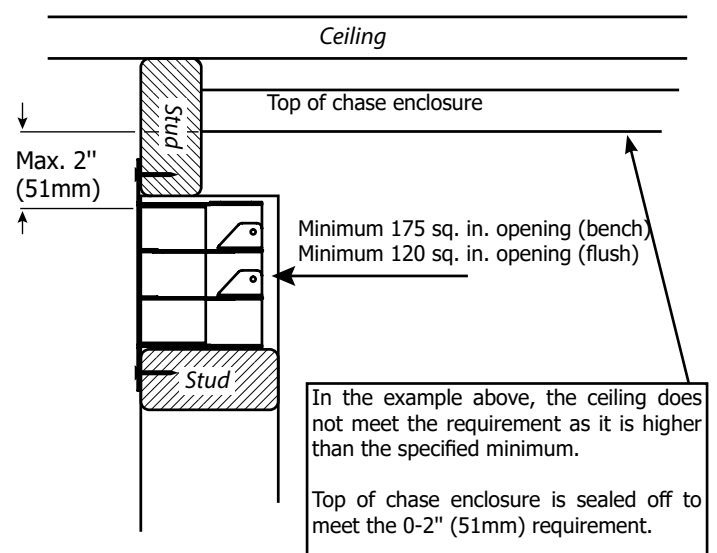 Ceiling
Stud
Top of chase enclosure
Max. 2"
(51mm)
Minimum 175 sq. in. opening (bench)
Minimum 120 sq. in. opening (flush)
Stud
In the example above, the ceiling does
not meet the requirement as it is higher
than the specified minimum.
Top of chase enclosure is sealed off to
meet the 0-2" (51mm) requirement.